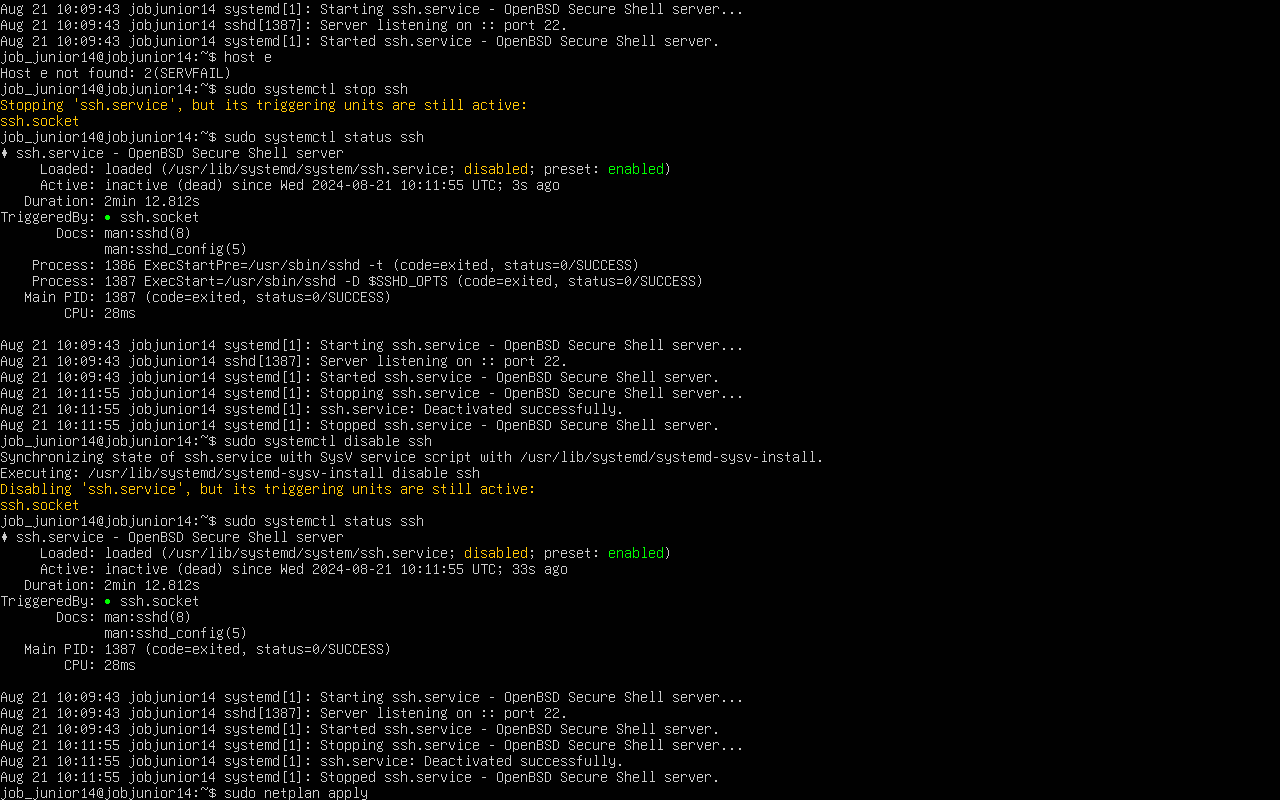 Aug 21 10:09:43 jobjunior14 systemd[1]: Starting ssh.service - OpenBSD Secure Shell server...
Aug 21 10:09:43 jobjunior14 sshd[1387]: Server listening on :: port 22.
Aug 21 10:09:43 jobjunior14 systemd[1]: Started ssh.service - OpenBSD Secure Shell server.
job_junior14@jobjunior14:~$ host e
Host e not found: 2(SERVFAIL)
job_junior14@jobjunior14:~$ sudo systemctl stop ssh
Stopping 'ssh.service', but its triggering units are still active:
ssh.socket
job_junior14@jobjunior14:~$ sudo systemctl status ssh
♦ ssh.service - OpenBSD Secure Shell server
     Loaded: loaded (/usr/lib/systemd/system/ssh.service; disabled; preset: enabled)
     Active: inactive (dead) since Wed 2024-08-21 10:11:55 UTC; 3s ago
   Duration: 2min 12.812s
TriggeredBy: • ssh.socket
       Docs: man:sshd(8)
             man:sshd_config(5)
    Process: 1386 ExecStartPre=/usr/sbin/sshd -t (code=exited, status=0/SUCCESS)
    Process: 1387 ExecStart=/usr/sbin/sshd -D $SSHD_OPTS (code=exited, status=0/SUCCESS)
   Main PID: 1387 (code=exited, status=0/SUCCESS)
        CPU: 28ms

Aug 21 10:09:43 jobjunior14 systemd[1]: Starting ssh.service - OpenBSD Secure Shell server...
Aug 21 10:09:43 jobjunior14 sshd[1387]: Server listening on :: port 22.
Aug 21 10:09:43 jobjunior14 systemd[1]: Started ssh.service - OpenBSD Secure Shell server.
Aug 21 10:11:55 jobjunior14 systemd[1]: Stopping ssh.service - OpenBSD Secure Shell server...
Aug 21 10:11:55 jobjunior14 systemd[1]: ssh.service: Deactivated successfully.
Aug 21 10:11:55 jobjunior14 systemd[1]: Stopped ssh.service - OpenBSD Secure Shell server.
job_junior14@jobjunior14:~$ sudo systemctl disable ssh
Synchronizing state of ssh.service with SysV service script with /usr/lib/systemd/systemd-sysv-install.
Executing: /usr/lib/systemd/systemd-sysv-install disable ssh
Disabling 'ssh.service', but its triggering units are still active:
ssh.socket
job_junior14@jobjunior14:~$ sudo systemctl status ssh
♦ ssh.service - OpenBSD Secure Shell server
     Loaded: loaded (/usr/lib/systemd/system/ssh.service; disabled; preset: enabled)
     Active: inactive (dead) since Wed 2024-08-21 10:11:55 UTC; 33s ago
   Duration: 2min 12.812s
TriggeredBy: • ssh.socket
       Docs: man:sshd(8)
             man:sshd_config(5)
   Main PID: 1387 (code=exited, status=0/SUCCESS)
        CPU: 28ms

Aug 21 10:09:43 jobjunior14 systemd[1]: Starting ssh.service - OpenBSD Secure Shell server...
Aug 21 10:09:43 jobjunior14 sshd[1387]: Server listening on :: port 22.
Aug 21 10:09:43 jobjunior14 systemd[1]: Started ssh.service - OpenBSD Secure Shell server.
Aug 21 10:11:55 jobjunior14 systemd[1]: Stopping ssh.service - OpenBSD Secure Shell server...
Aug 21 10:11:55 jobjunior14 systemd[1]: ssh.service: Deactivated successfully.
Aug 21 10:11:55 jobjunior14 systemd[1]: Stopped ssh.service - OpenBSD Secure Shell server.
job_junior14@jobjunior14:~$ sudo netplan apply